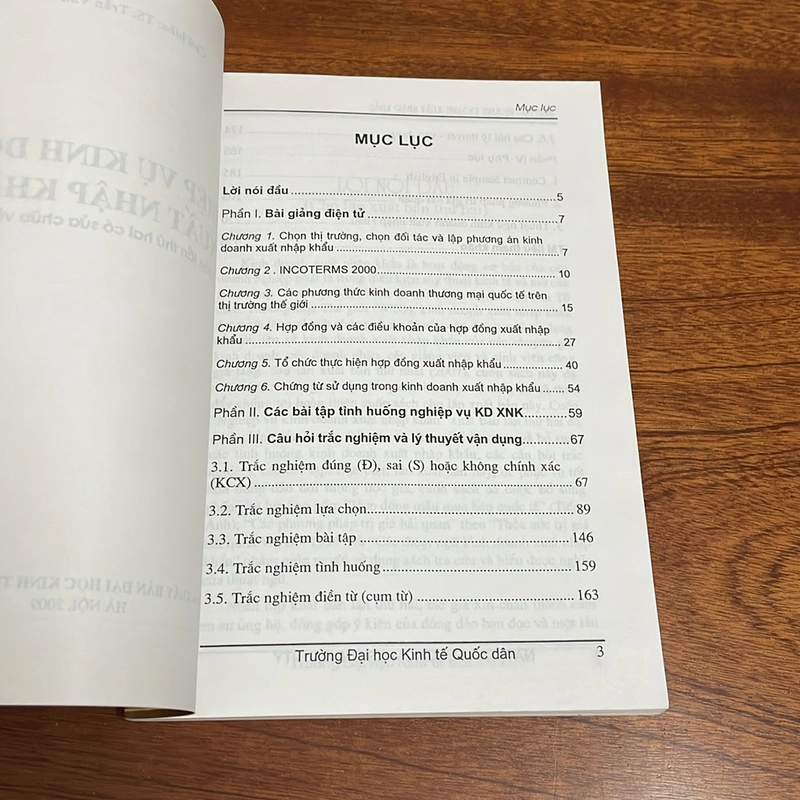 Mục lục
MỤC LỤC
Lời nói đầu ........ 5
Phần I. Bài giảng điện tử ........ 7
Chương 1. Chọn thị trường, chọn đối tác và lập phương án kinh
doanh xuất nhập khẩu ........ 7
Chương 2 . INCOTERMS 2000 ........ 10
Chương 3. Các phương thức kinh doanh thương mại quốc tế trên
thị trường thế giới ........ 15
Chương 4. Hợp đồng và các điều khoản của hợp đồng xuất nhập
khẩu ........ 27
Chương 5. Tổ chức thực hiện hợp đồng xuất nhập khẩu ........ 40
Chương 6. Chứng từ sử dụng trong kinh doanh xuất nhập khẩu ....... 54
Phần II. Các bài tập tình huống nghiệp vụ KD XNK ........ 59
Phần III. Câu hỏi trắc nghiệm và lý thuyết vận dụng ........ 67
3.1. Trắc nghiệm đúng (Đ), sai (S) hoặc không chính xác
(KCX) ........ 67
3.2. Trắc nghiệm lựa chọn ........ 89
3.3. Trắc nghiệm bài tập ........ 146
3.4. Trắc nghiệm tình huống ........ 159
3.5. Trắc nghiệm điền từ (cụm từ) ........ 163
Trường Đại học Kinh tế Quốc dân 3